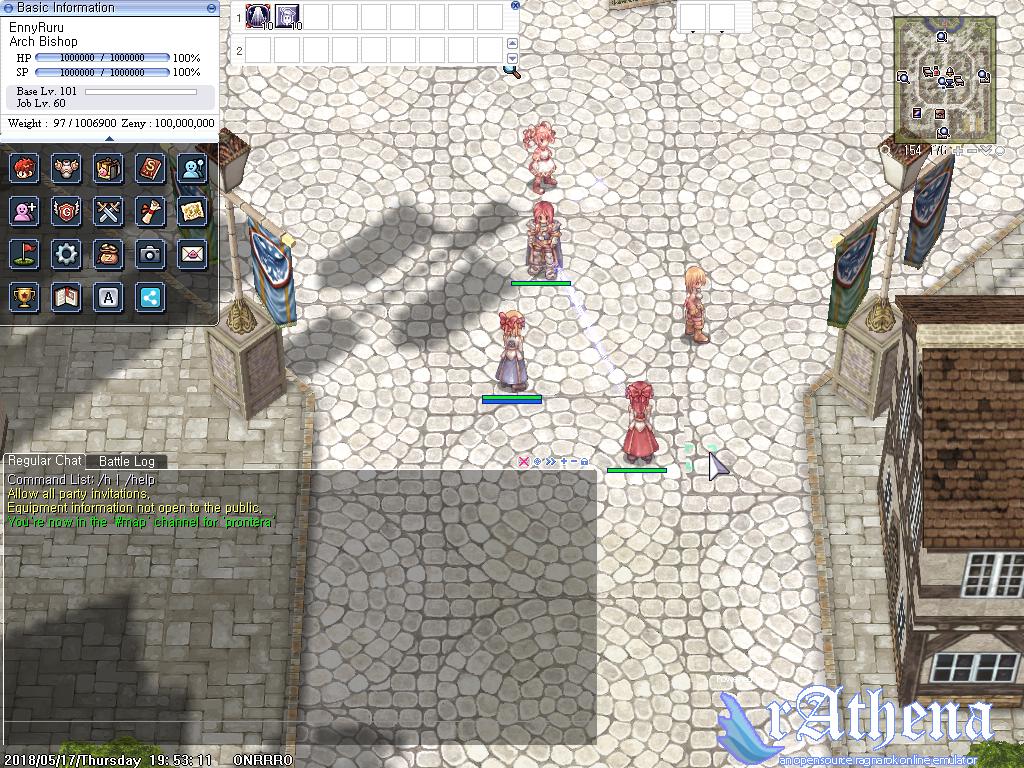 Basic Information
EnnyRuru
Arch Bishop
HP 1000000 / 1000000 100%
SP 1000000 / 1000000 100%
Base Lv. 101
Job Lv. 60
Weight : 97 / 1006900 Zeny : 100,000,000
1
10
10
2
154 176
S
G
A
Regular Chat
Battle Log
Command List: /h | /help
Allow all party invitations.
Equipment information not open to the public.
You're now in the '#map' channel for 'prontera'
Powered
rAthena
an opensource ragnarok online emulator
2018/05/17/Thursday 19:53:11 ONRRRO